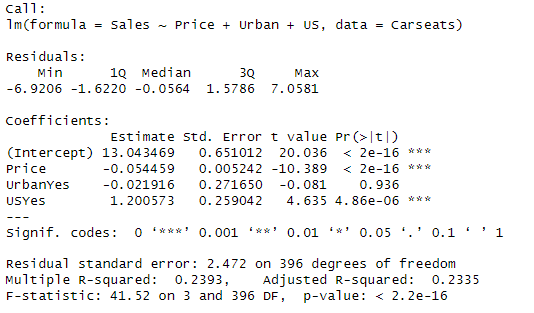 Call:
lm(formula = Sales ~ Price + Urban + US, data = Carseats)
Residuals:
Min 1Q Median 3Q Max
-6.9206 -1.6220 -0.0564 1.5786 7.0581
Coefficients:
Estimate Std. Error t value Pr(>|t|)
(Intercept) 13.043469 0.651012 20.036 < 2e-16 ***
Price -0.054459 0.005242 -10.389 < 2e-16 ***
UrbanYes -0.021916 0.271650 -0.081 0.936
USYes 1.200573 0.259042 4.635 4.86e-06 ***
---
Signif. codes: 0 ‘***’ 0.001 ‘**’ 0.01 ‘*’ 0.05 ‘.’ 0.1 ‘ ’ 1
Residual standard error: 2.472 on 396 degrees of freedom
Multiple R-squared: 0.2393, Adjusted R-squared: 0.2335
F-statistic: 41.52 on 3 and 396 DF, p-value: < 2.2e-16